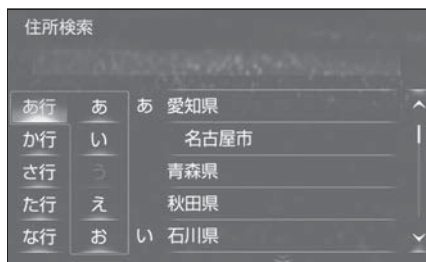 住所検索
あ行 あ あ 愛知県
か行 い 名古屋市
さ行 う 青森県
た行 え 秋田県
な行 お い 石川県